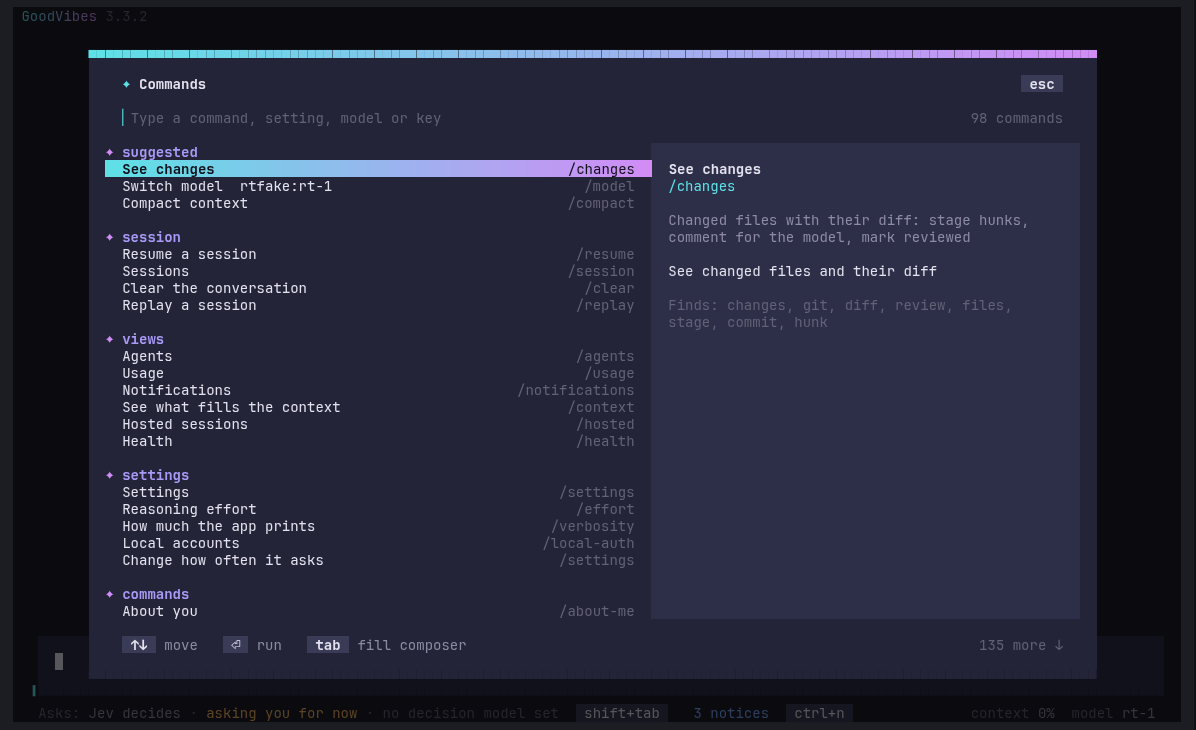 GoodVibes 3.3.2
✦ Commands esc
Type a command, setting, model or key 98 commands
✦ suggested
See changes /changes
Switch model rtfake:rt-1 /model
Compact context /compact
✦ session
Resume a session /resume
Sessions /session
Clear the conversation /clear
Replay a session /replay
✦ views
Agents /agents
Usage /usage
Notifications /notifications
See what fills the context /context
Hosted sessions /hosted
Health /health
✦ settings
Settings /settings
Reasoning effort /effort
How much the app prints /verbosity
Local accounts /local-auth
Change how often it asks /settings
✦ commands
About you /about-me
See changes
/changes
Changed files with their diff: stage hunks,
comment for the model, mark reviewed
See changed files and their diff
Finds: changes, git, diff, review, files,
stage, commit, hunk
↑↓ move ⏎ run tab fill composer 135 more ↓
Asks: Jev decides · asking you for now · no decision model set shift+tab 3 notices ctrl+n context 0% model rt-1